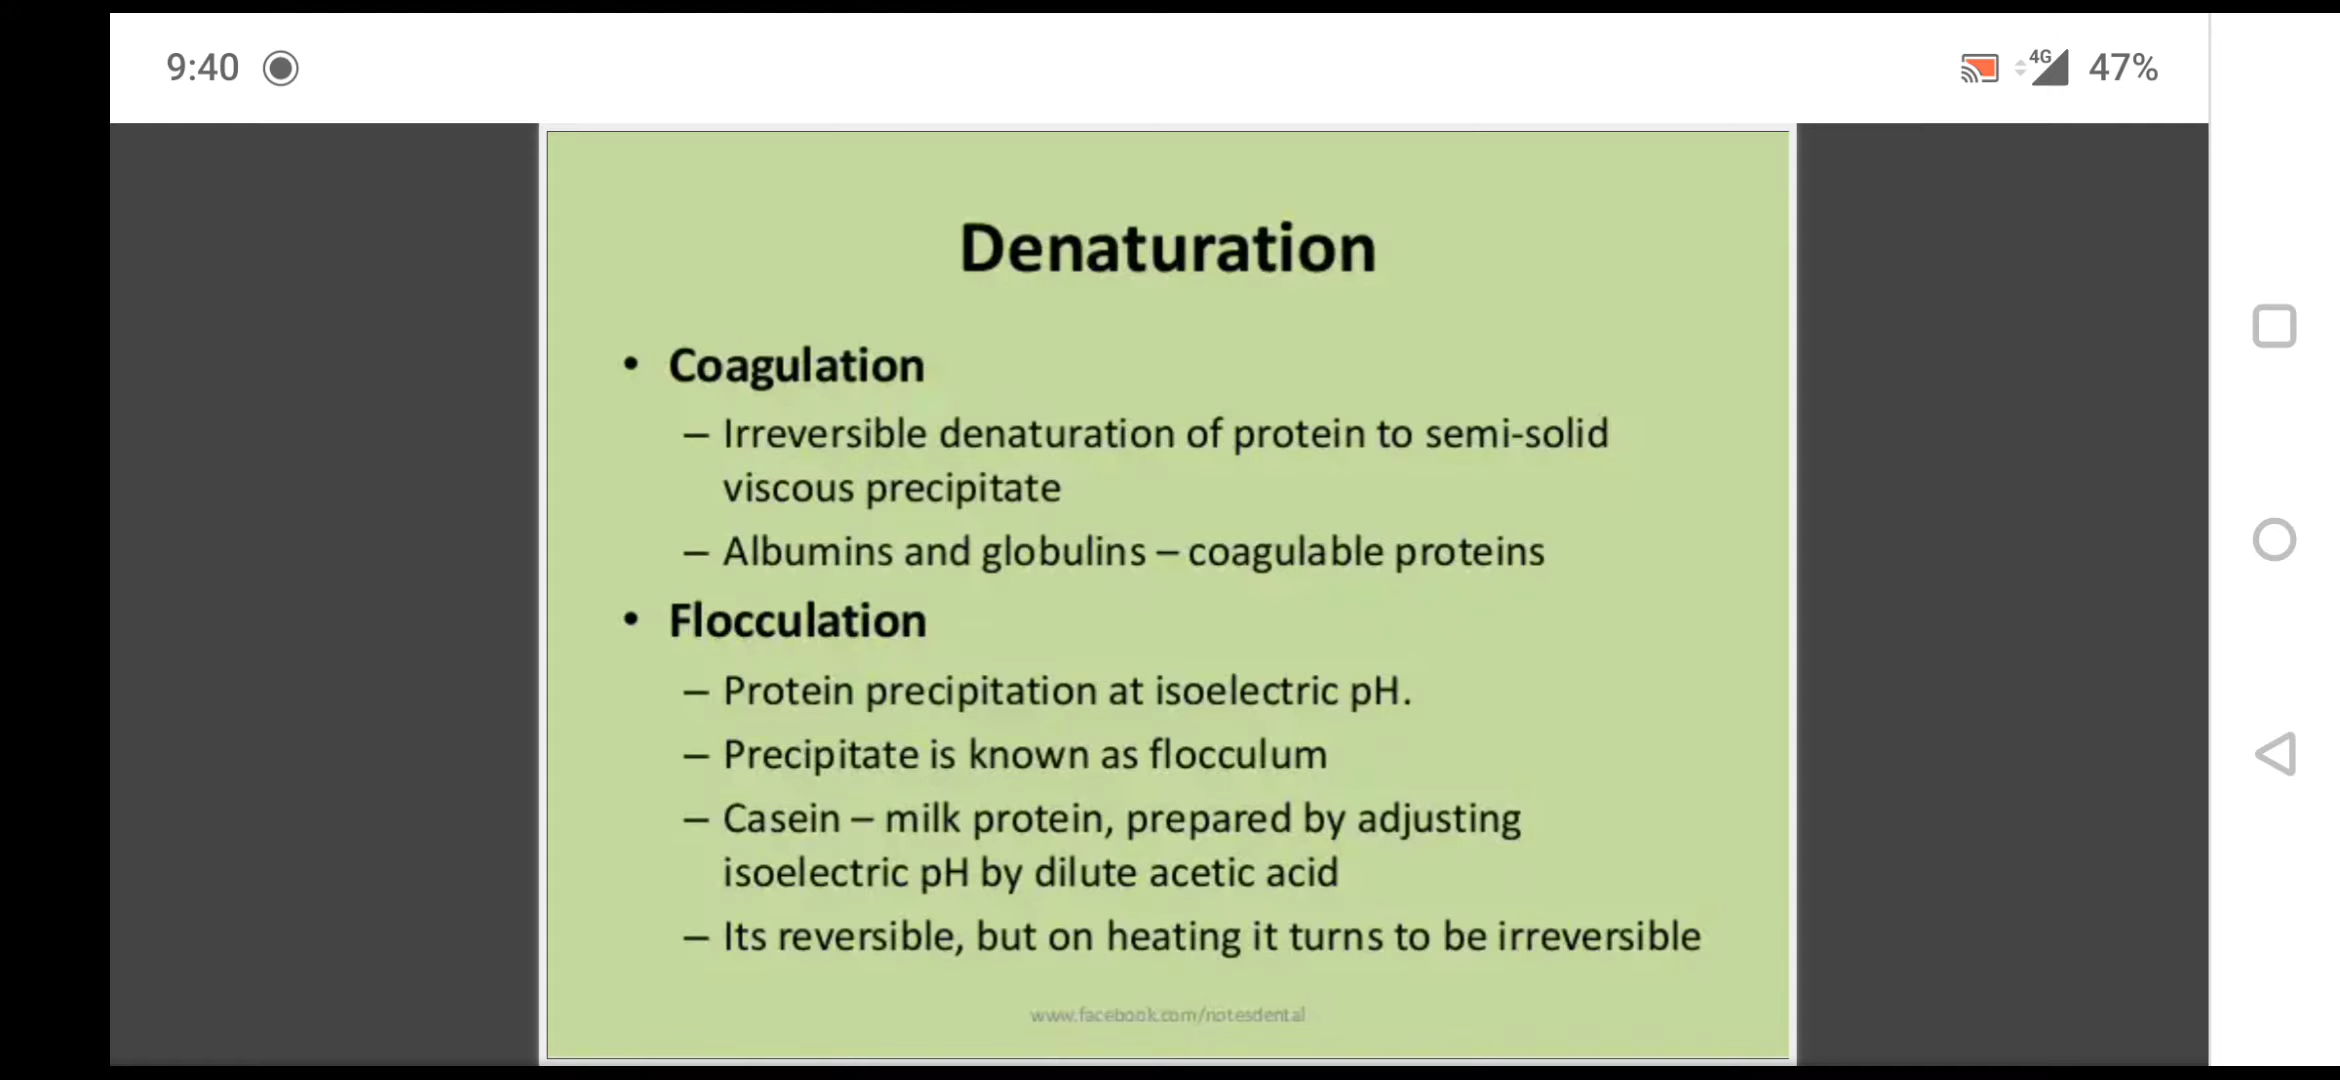 9:40
4G
47%
Denaturation
• Coagulation
– Irreversible denaturation of protein to semi-solid
viscous precipitate
– Albumins and globulins – coagulable proteins
• Flocculation
– Protein precipitation at isoelectric pH.
– Precipitate is known as flocculum
– Casein – milk protein, prepared by adjusting
isoelectric pH by dilute acetic acid
– Its reversible, but on heating it turns to be irreversible
www.facebook.com/notesdental